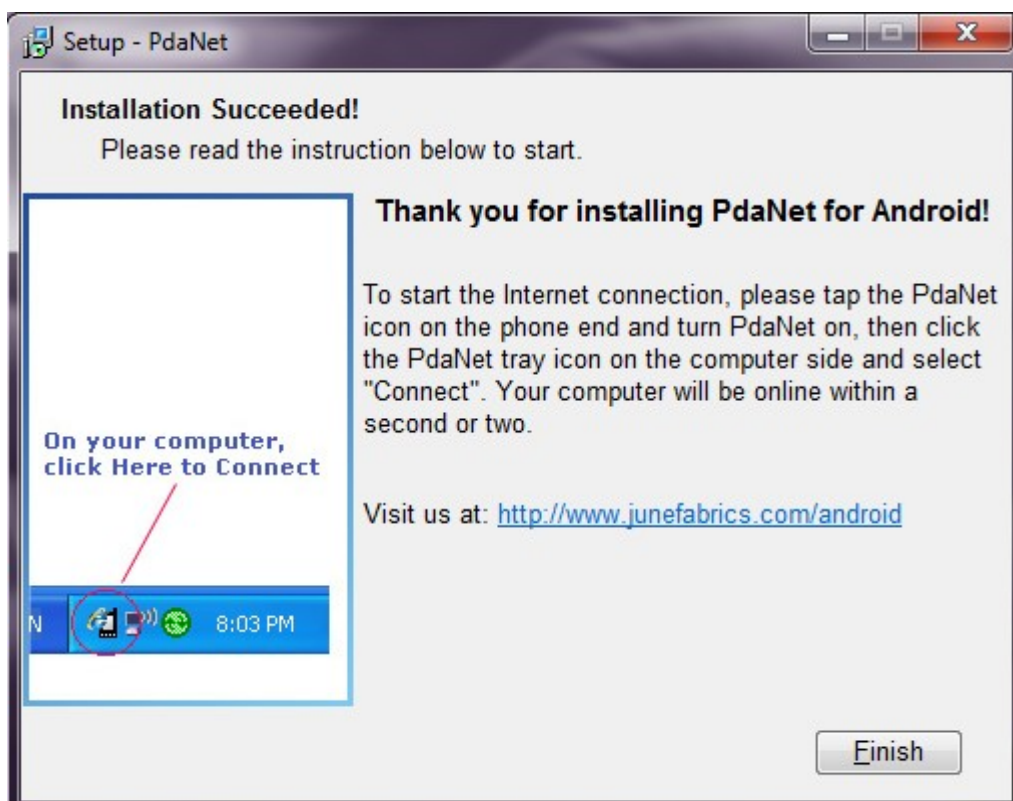 Setup - PdaNet
Installation Succeeded!
Please read the instruction below to start.
On your computer,
click Here to Connect
N 8:03 PM
Thank you for installing PdaNet for Android!
To start the Internet connection, please tap the PdaNet
icon on the phone end and turn PdaNet on, then click
the PdaNet tray icon on the computer side and select
"Connect". Your computer will be online within a
second or two.
Visit us at: http://www.junefabrics.com/android
Finish